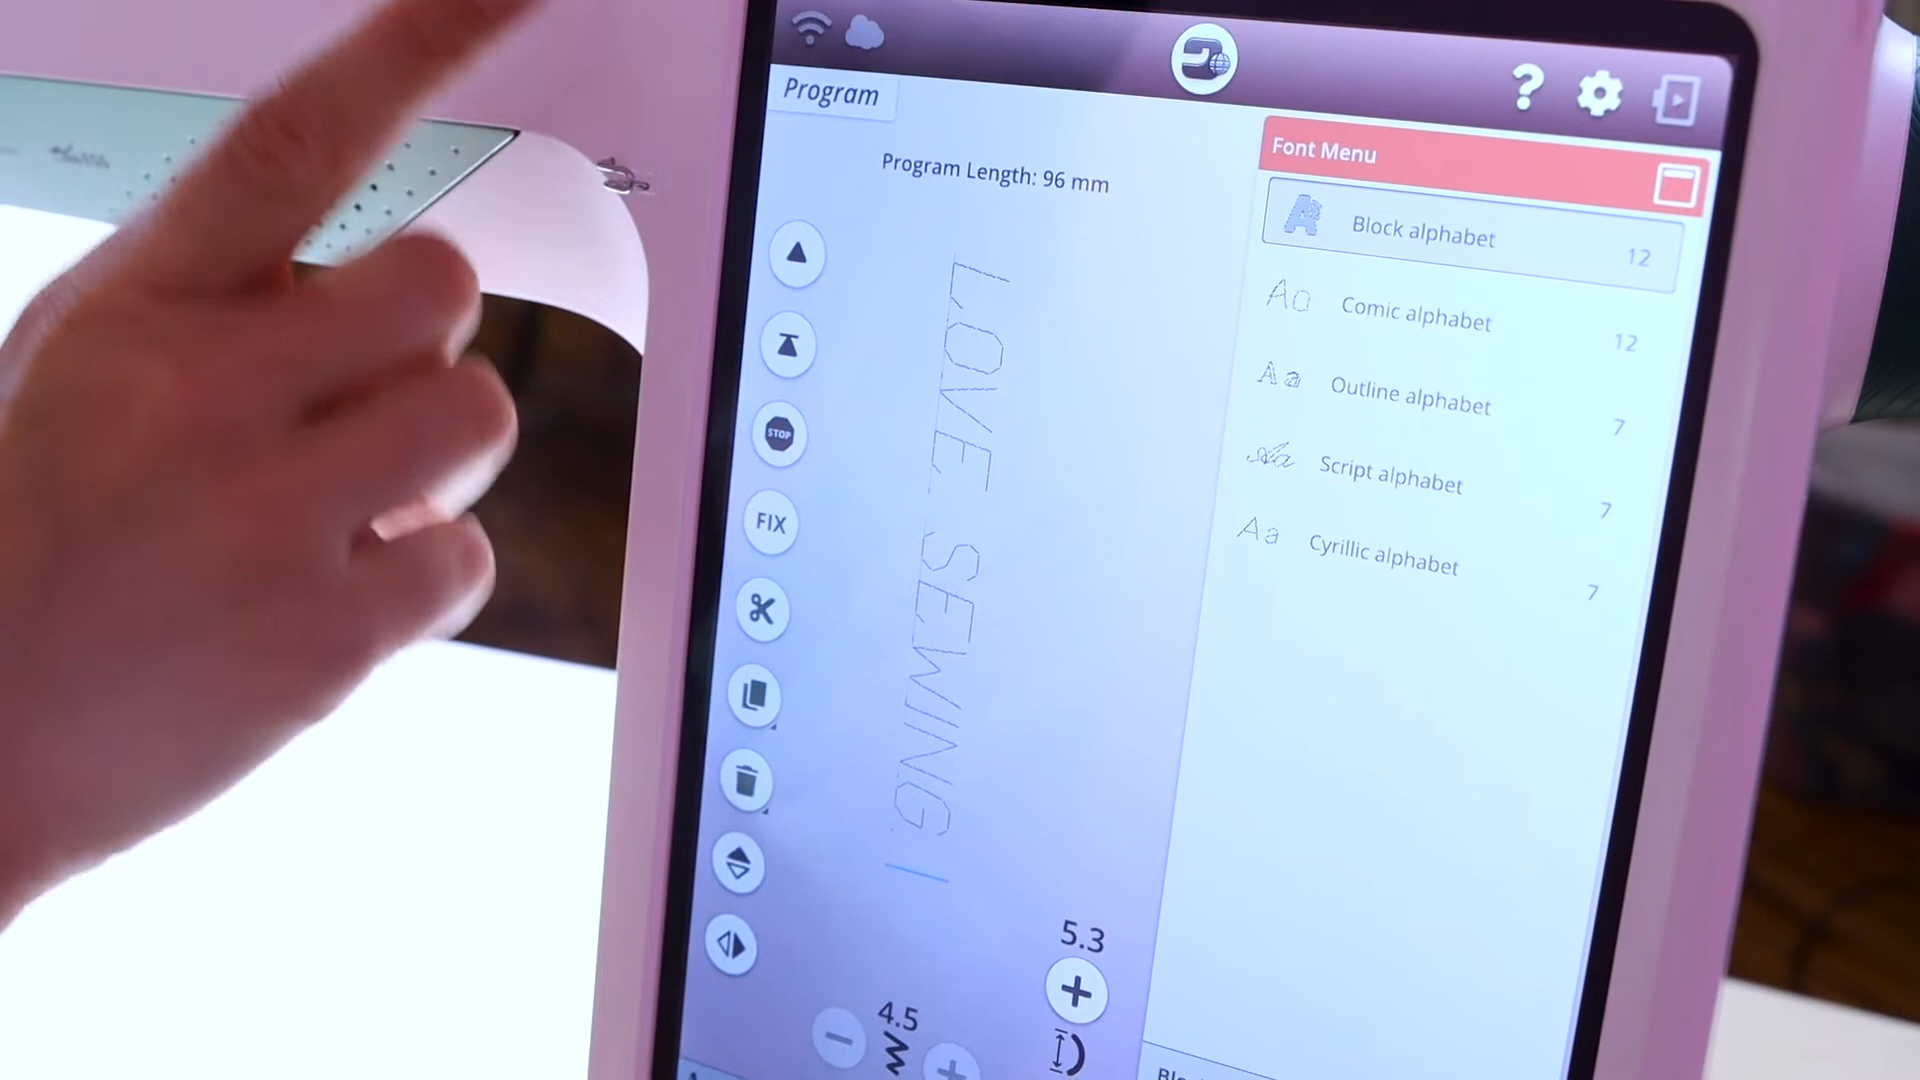 Program
Program Length: 96 mm
LOVE SEWING
STOP
FIX
5.3
4.5
?
Font Menu
Block alphabet 12
Comic alphabet 12
Outline alphabet 7
Script alphabet 7
Cyrillic alphabet 7